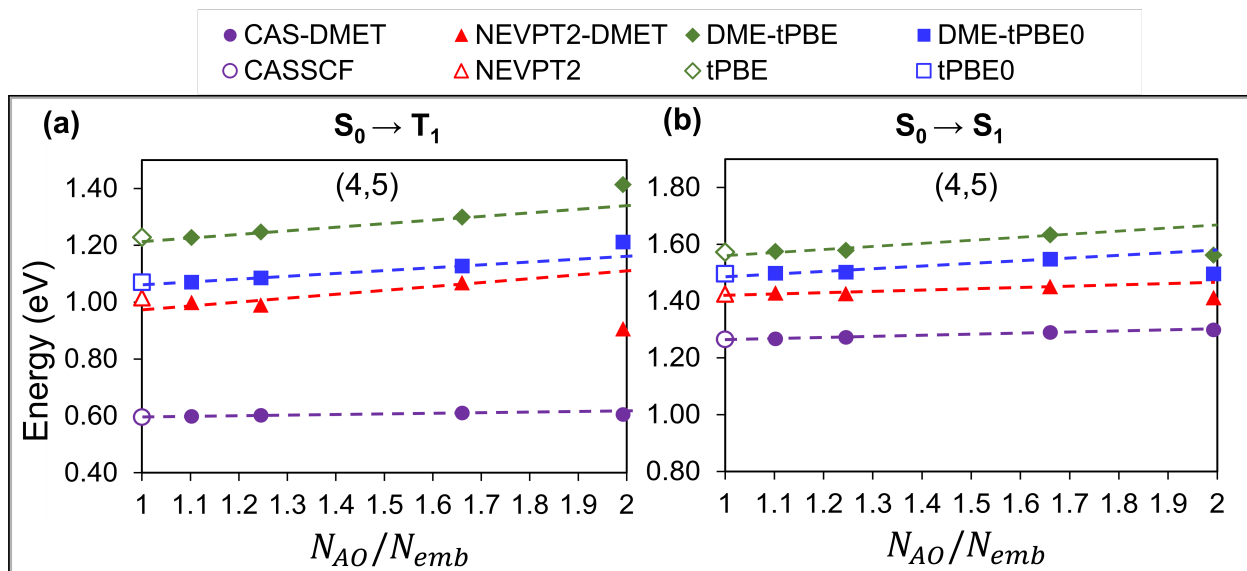 CAS-DMET NEVPT2-DMET DME-tPBE DME-tPBE0
CASSCF NEVPT2 tPBE tPBE0
(a) S₀ → T₁
(4,5)
Energy (eV)
1.40
1.20
1.00
0.80
0.60
0.40
1 1.1 1.2 1.3 1.4 1.5 1.6 1.7 1.8 1.9 2
N_AO/N_emb
(b) S₀ → S₁
(4,5)
1.80
1.60
1.40
1.20
1.00
0.80
1 1.1 1.2 1.3 1.4 1.5 1.6 1.7 1.8 1.9 2
N_AO/N_emb